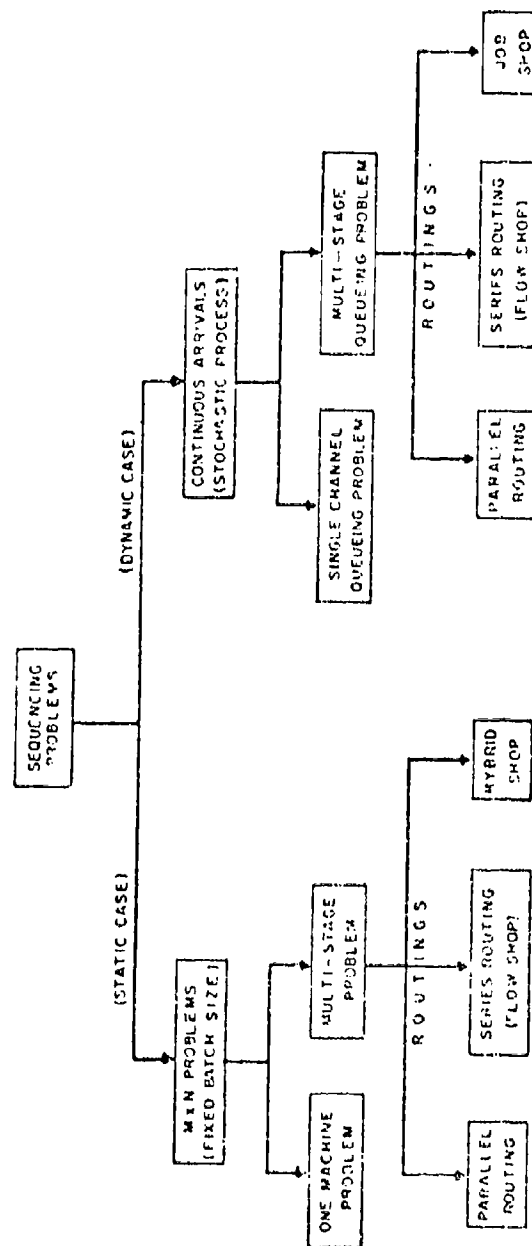 SEQUENCING
PROBLEMS
(STATIC CASE)
(DYNAMIC CASE)
M x N PROBLEMS
(FIXED BATCH SIZE)
CONTINUOUS ARRIVALS
(STOCHASTIC PROCESS)
ONE MACHINE
PROBLEM
MULTI-STAGE
PROBLEM
SINGLE CHANNEL
QUEUEING PROBLEM
MULTI-STAGE
QUEUEING PROBLEM
ROUTINGS
ROUTINGS
PARALLEL
ROUTING
SERIES ROUTING
(FLOW SHOP)
HYBRID
SHOP
PARALLEL
ROUTING
SERIES ROUTING
(FLOW SHOP)
JOB
SHOP